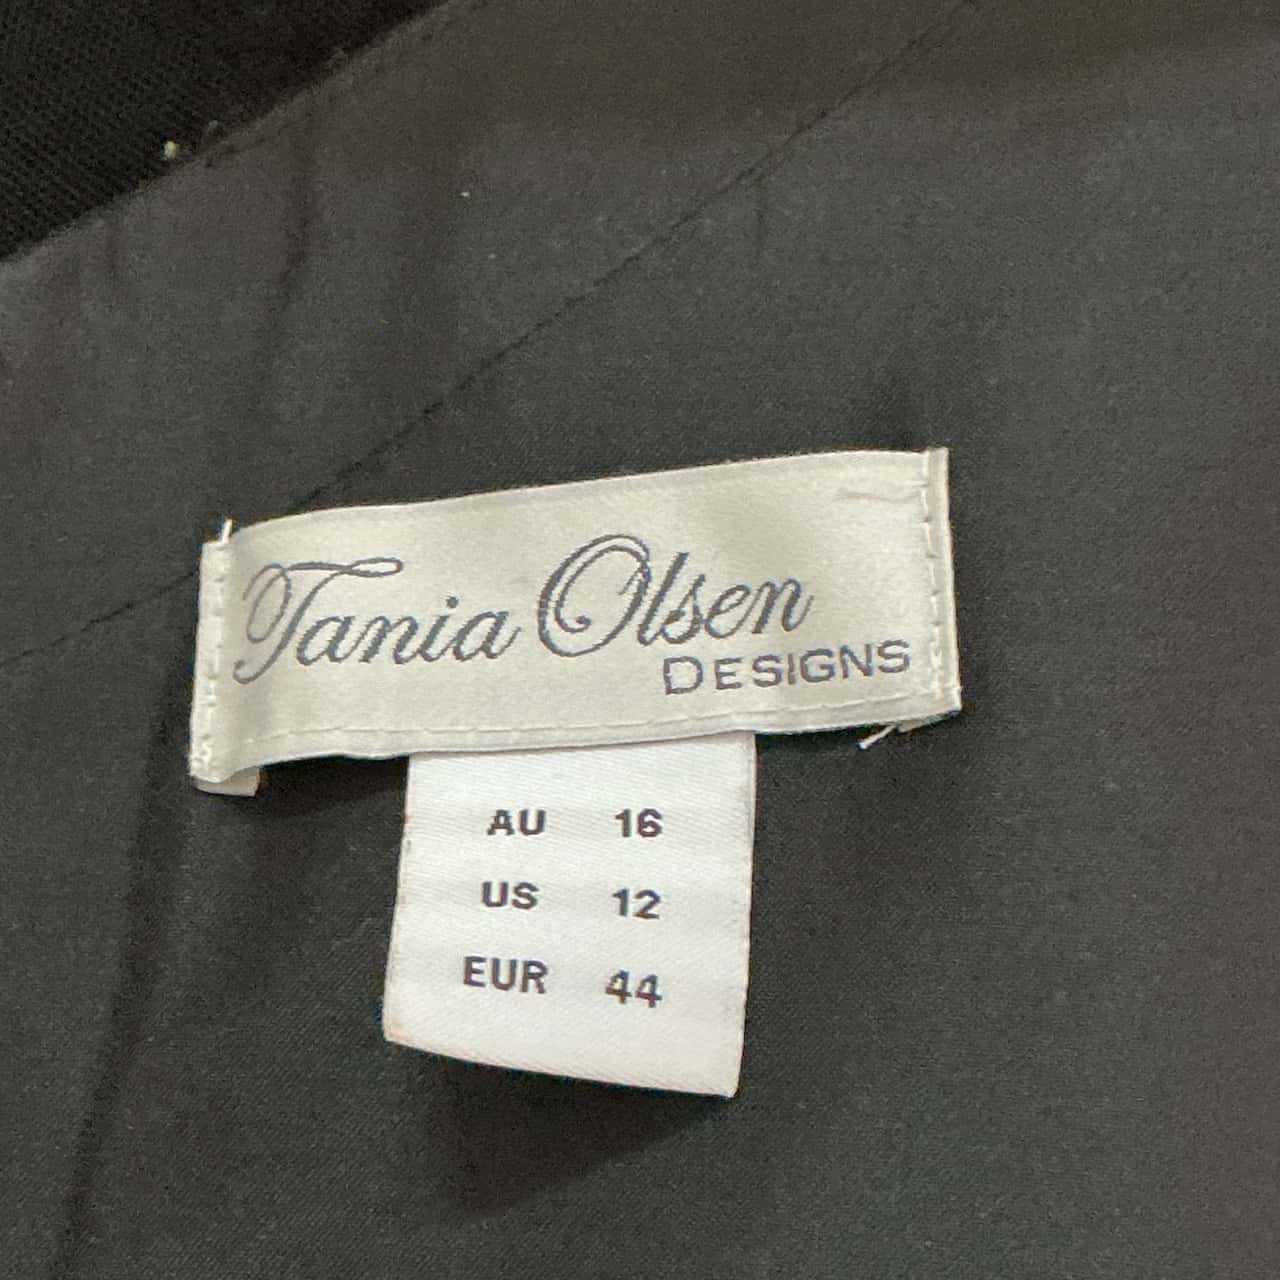 Tania Olsen
DESIGNS
AU 16
US 12
EUR 44